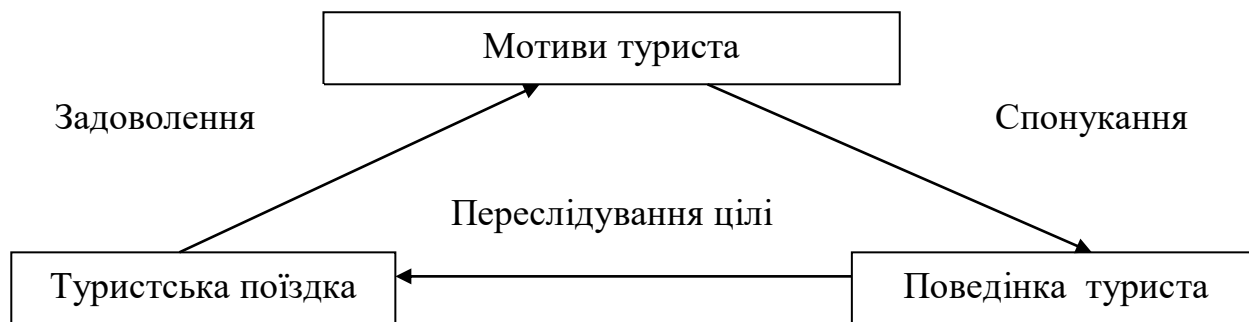 Мотиви туриста
Задоволення
Спонукання
Переслідування цілі
Туристська поїздка
Поведінка туриста